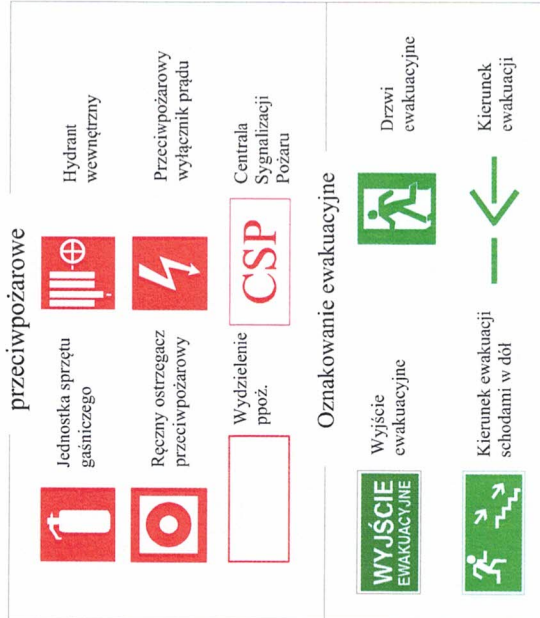 przeciwpożarowe
Jednostka sprzętu
gaśniczego
Hydrant
wewnętrzny
Ręczny ostrzegacz
przeciwpożarowy
Przeciwpożarowy
wyłącznik prądu
Wydzielenie
ppoż.
CSP
Centrala
Sygnalizacji
Pożaru
Oznakowanie ewakuacyjne
WYJŚCIE
EWAKUACYJNE
Wyjście
ewakuacyjne
Drzwi
ewakuacyjne
Kierunek ewakuacji
schodami w dół
Kierunek
ewakuacji